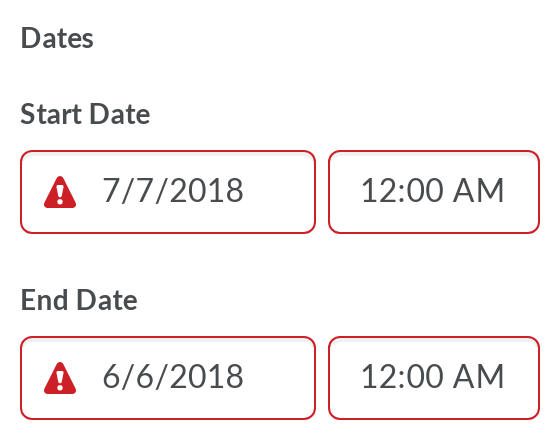 Dates
Start Date
7/7/2018 12:00 AM
End Date
6/6/2018 12:00 AM